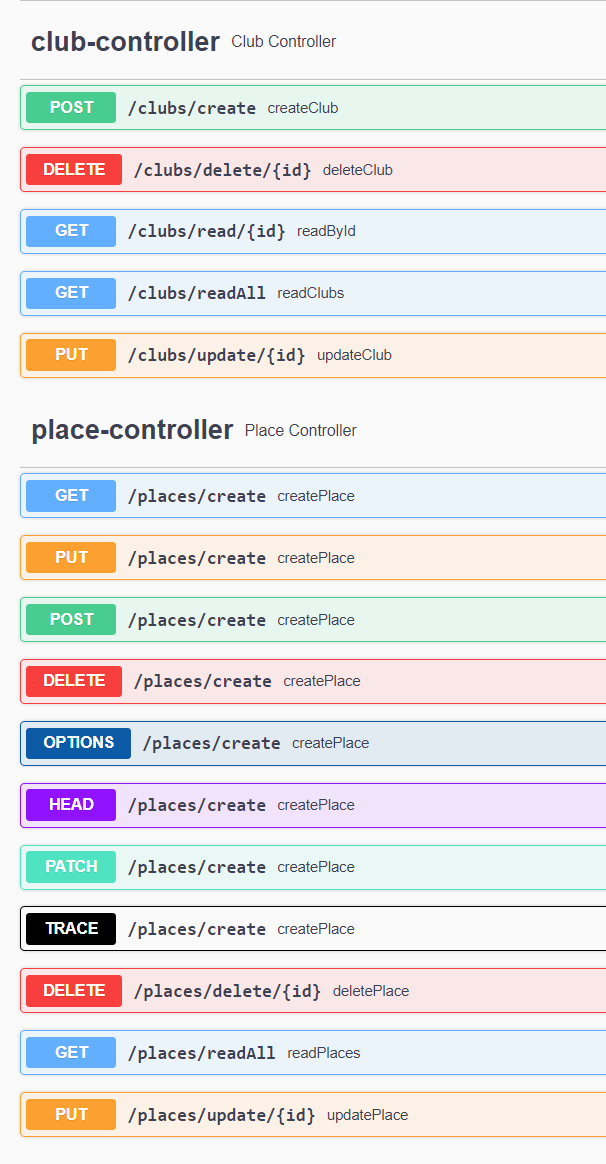 club-controller Club Controller
POST /clubs/create createClub
DELETE /clubs/delete/{id} deleteClub
GET /clubs/read/{id} readById
GET /clubs/readAll readClubs
PUT /clubs/update/{id} updateClub
place-controller Place Controller
GET /places/create createPlace
PUT /places/create createPlace
POST /places/create createPlace
DELETE /places/create createPlace
OPTIONS /places/create createPlace
HEAD /places/create createPlace
PATCH /places/create createPlace
TRACE /places/create createPlace
DELETE /places/delete/{id} deletePlace
GET /places/readAll readPlaces
PUT /places/update/{id} updatePlace